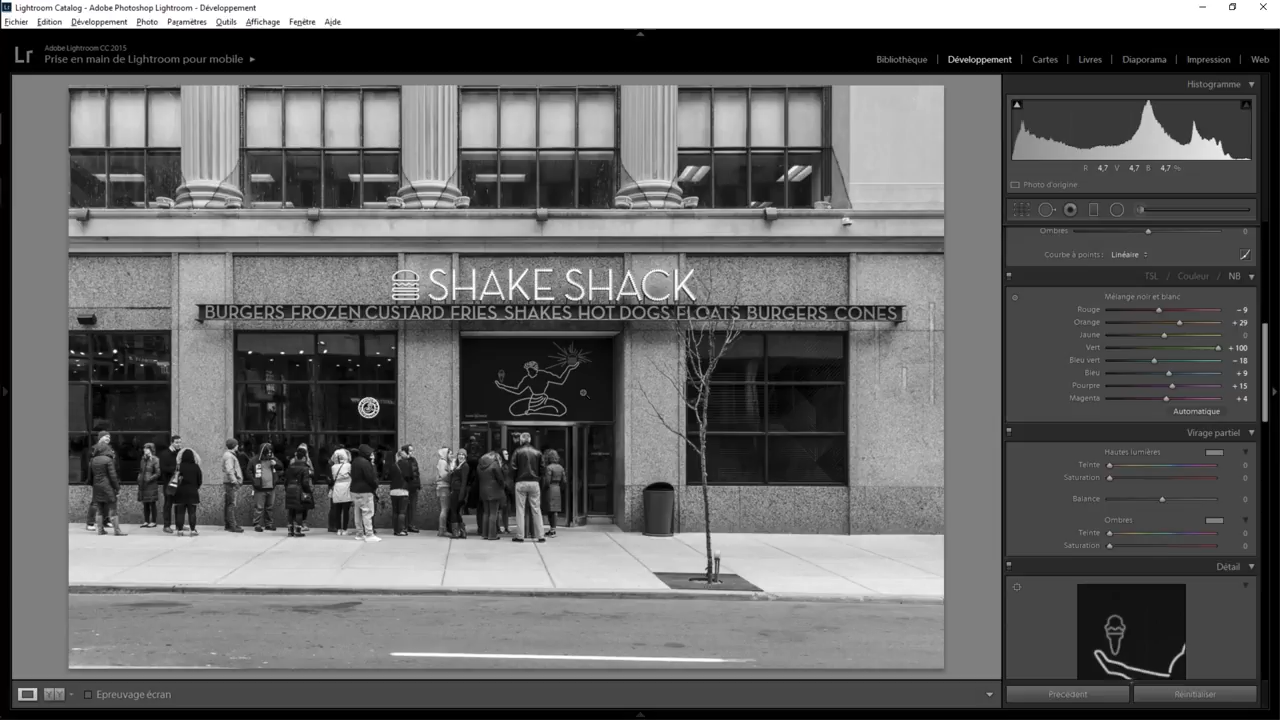 Lightroom Catalog - Adobe Photoshop Lightroom - Développement
Fichier Edition Développement Photo Paramètres Outils Affichage Fenêtre Aide
Lr
Adobe Lightroom CC 2015
Prise en main de Lightroom pour mobile
Bibliothèque | Développement | Cartes | Livres | Diaporama | Impression | Web
Histogramme
R 4,7 V 4,7 B 4,7 %
Photo d'origine
Ombres 0
Courbe à points : Linéaire
TSL / Couleur / NB
Mélange noir et blanc
Rouge - 9
Orange + 29
Jaune 0
Vert + 100
Bleu vert - 18
Bleu + 9
Pourpre + 15
Magenta + 4
Automatique
Virage partiel
Hautes lumières
Teinte 0
Saturation 0
Balance 0
Ombres
Teinte 0
Saturation 0
Détail
SHAKE SHACK
BURGERS FROZEN CUSTARD FRIES SHAKES HOT DOGS FLOATS BURGERS CONES
Epreuvage écran
Précédent
Réinitialiser